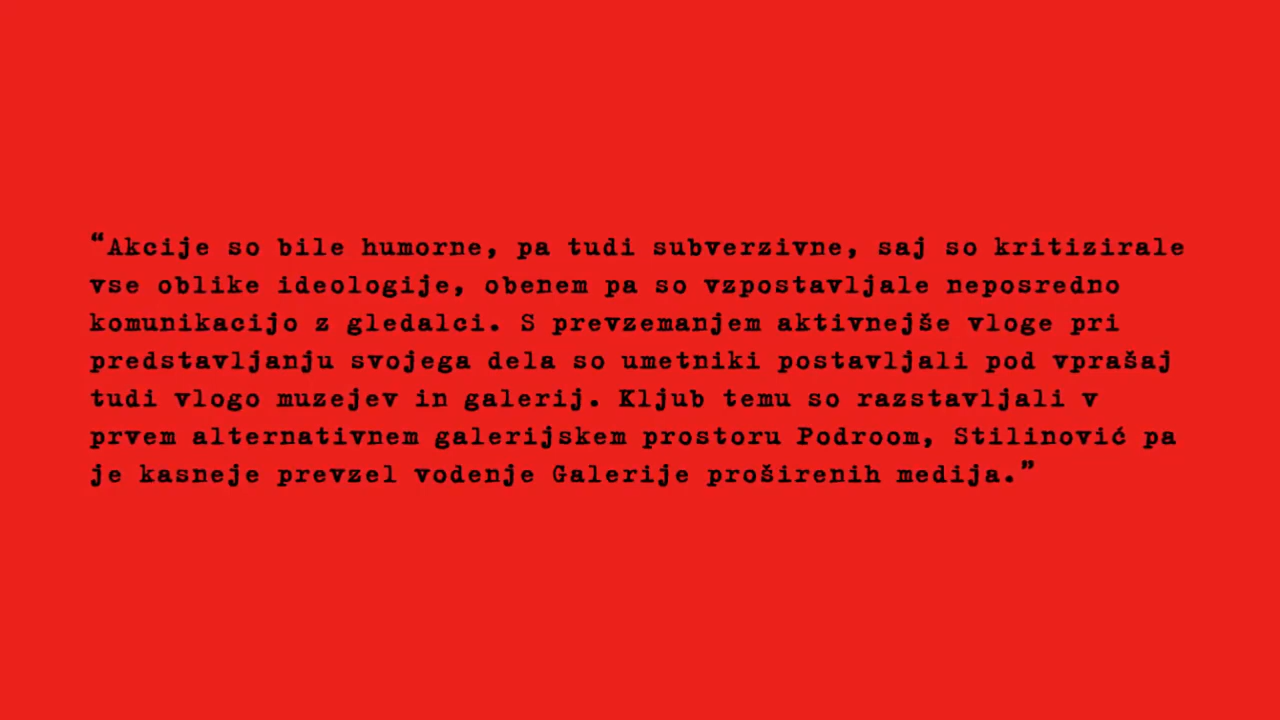 “Akcije so bile humorne, pa tudi subverzivne, saj so kritizirale
vse oblike ideologije, obenem pa so vzpostavljale neposredno
komunikacijo z gledalci. S prevzemanjem aktivnejše vloge pri
predstavljanju svojega dela so umetniki postavljali pod vprašaj
tudi vlogo muzejev in galerij. Kljub temu so razstavljali v
prvem alternativnem galerijskem prostoru Podroom, Stilinović pa
je kasneje prevzel vodenje Galerije proširenih medija.”